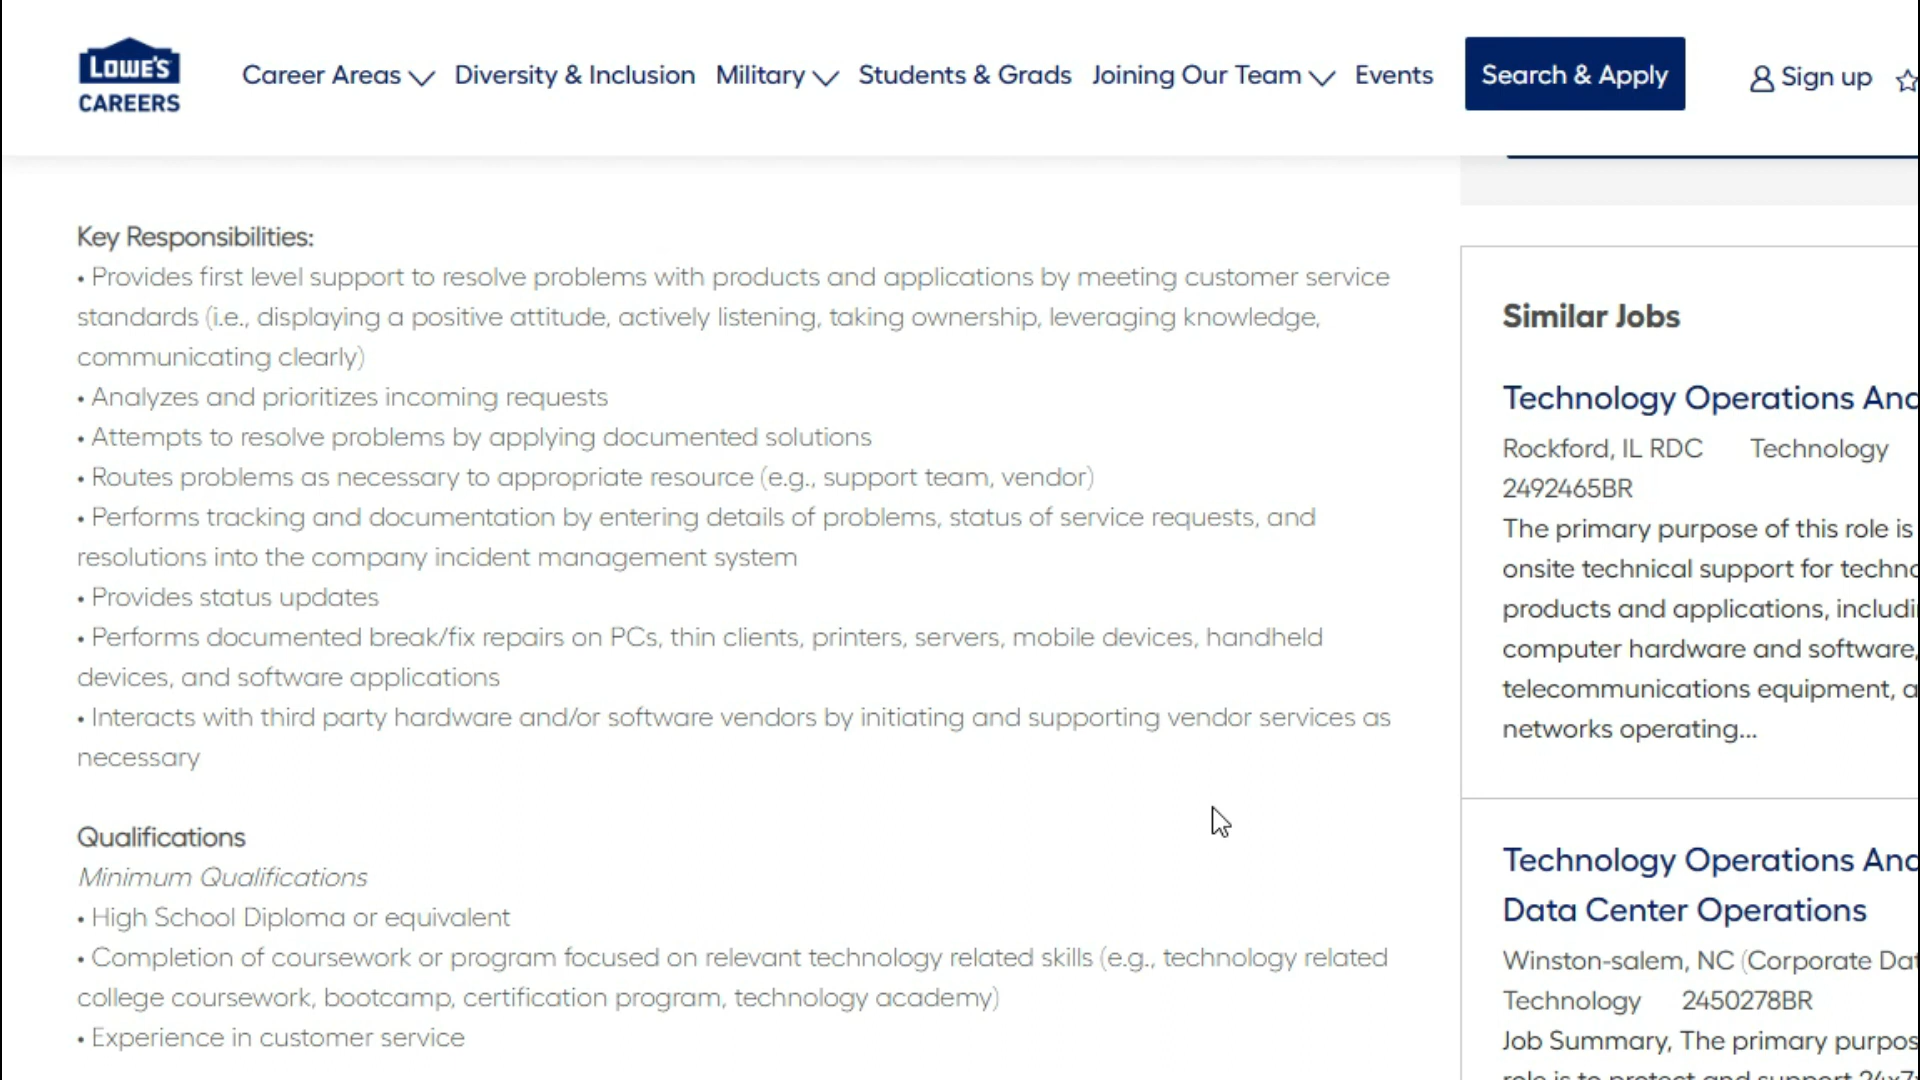 LOWE'S
CAREERS
Career Areas
Diversity & Inclusion
Military
Students & Grads
Joining Our Team
Events
Search & Apply
Sign up
Key Responsibilities:
• Provides first level support to resolve problems with products and applications by meeting customer service
standards (i.e., displaying a positive attitude, actively listening, taking ownership, leveraging knowledge,
communicating clearly)
• Analyzes and prioritizes incoming requests
• Attempts to resolve problems by applying documented solutions
• Routes problems as necessary to appropriate resource (e.g., support team, vendor)
• Performs tracking and documentation by entering details of problems, status of service requests, and
resolutions into the company incident management system
• Provides status updates
• Performs documented break/fix repairs on PCs, thin clients, printers, servers, mobile devices, handheld
devices, and software applications
• Interacts with third party hardware and/or software vendors by initiating and supporting vendor services as
necessary
Qualifications
Minimum Qualifications
• High School Diploma or equivalent
• Completion of coursework or program focused on relevant technology related skills (e.g., technology related
college coursework, bootcamp, certification program, technology academy)
• Experience in customer service
Similar Jobs
Technology Operations
Rockford, IL RDC Technology
2492465BR
The primary purpose of this role is
onsite technical support for
products and applications,
computer hardware and software,
telecommunications equipment,
networks operating...
Technology Operations
Data Center Operations
Winston-salem, NC (Corporate
Technology 2450278BR
Job Summary, The primary
role is to protect and support